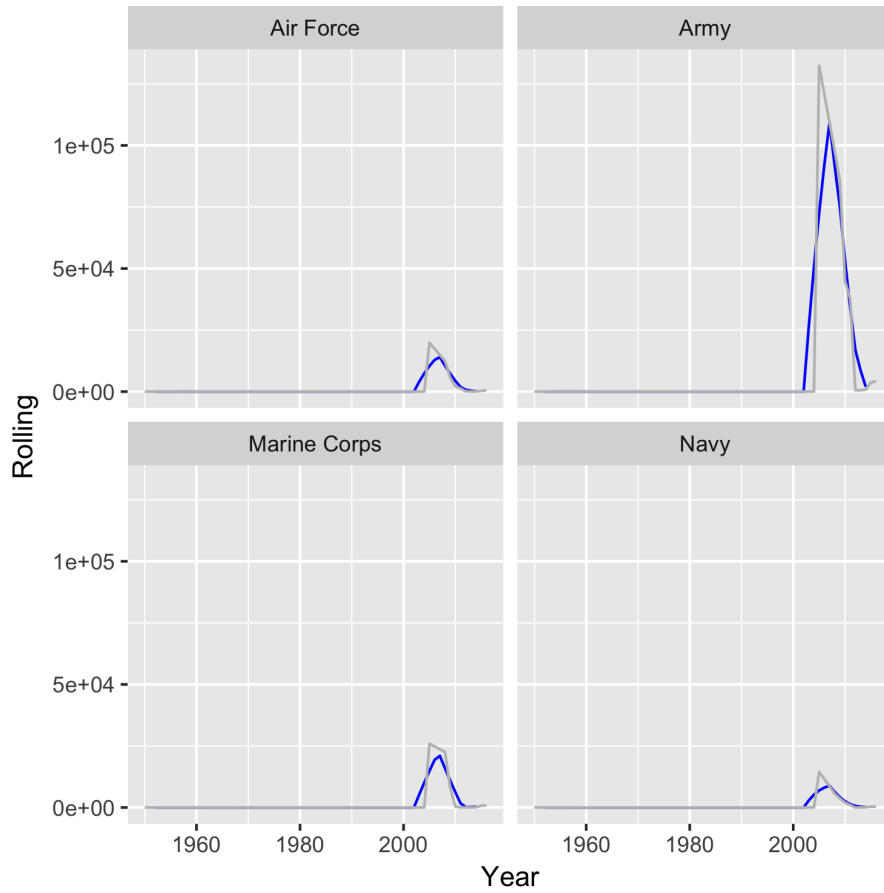 Air Force
Army
1e+05
5e+04
0e+00
Marine Corps
Navy
1e+05
5e+04
0e+00
Rolling
1960
1980
2000
1960
1980
2000
Year